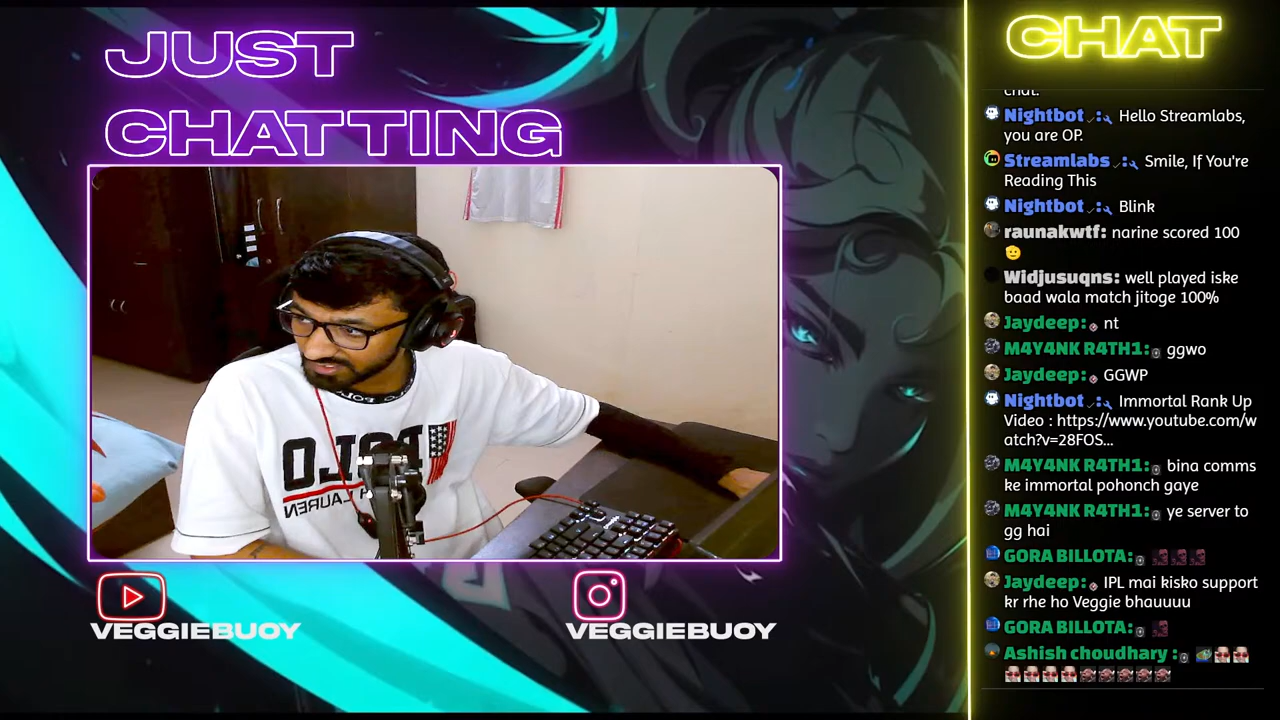 JUST
CHATTING
POLO
H LAUREN
VEGGIEBUOY
VEGGIEBUOY
CHAT
chat.
Nightbot : Hello Streamlabs,
you are OP.
Streamlabs : Smile, If You're
Reading This
Nightbot : Blink
raunakwtf: narine scored 100
Widjusuqns: well played iske
baad wala match jitoge 100%
Jaydeep: nt
M4Y4NK R4TH1: ggwo
Jaydeep: GGWP
Nightbot : Immortal Rank Up
Video : https://www.youtube.com/w
atch?v=28FOS...
M4Y4NK R4TH1: bina comms
ke immortal pohonch gaye
M4Y4NK R4TH1: ye server to
gg hai
GORA BILLOTA:
Jaydeep: IPL mai kisko support
kr rhe ho Veggie bhauuuu
GORA BILLOTA:
Ashish choudhary :